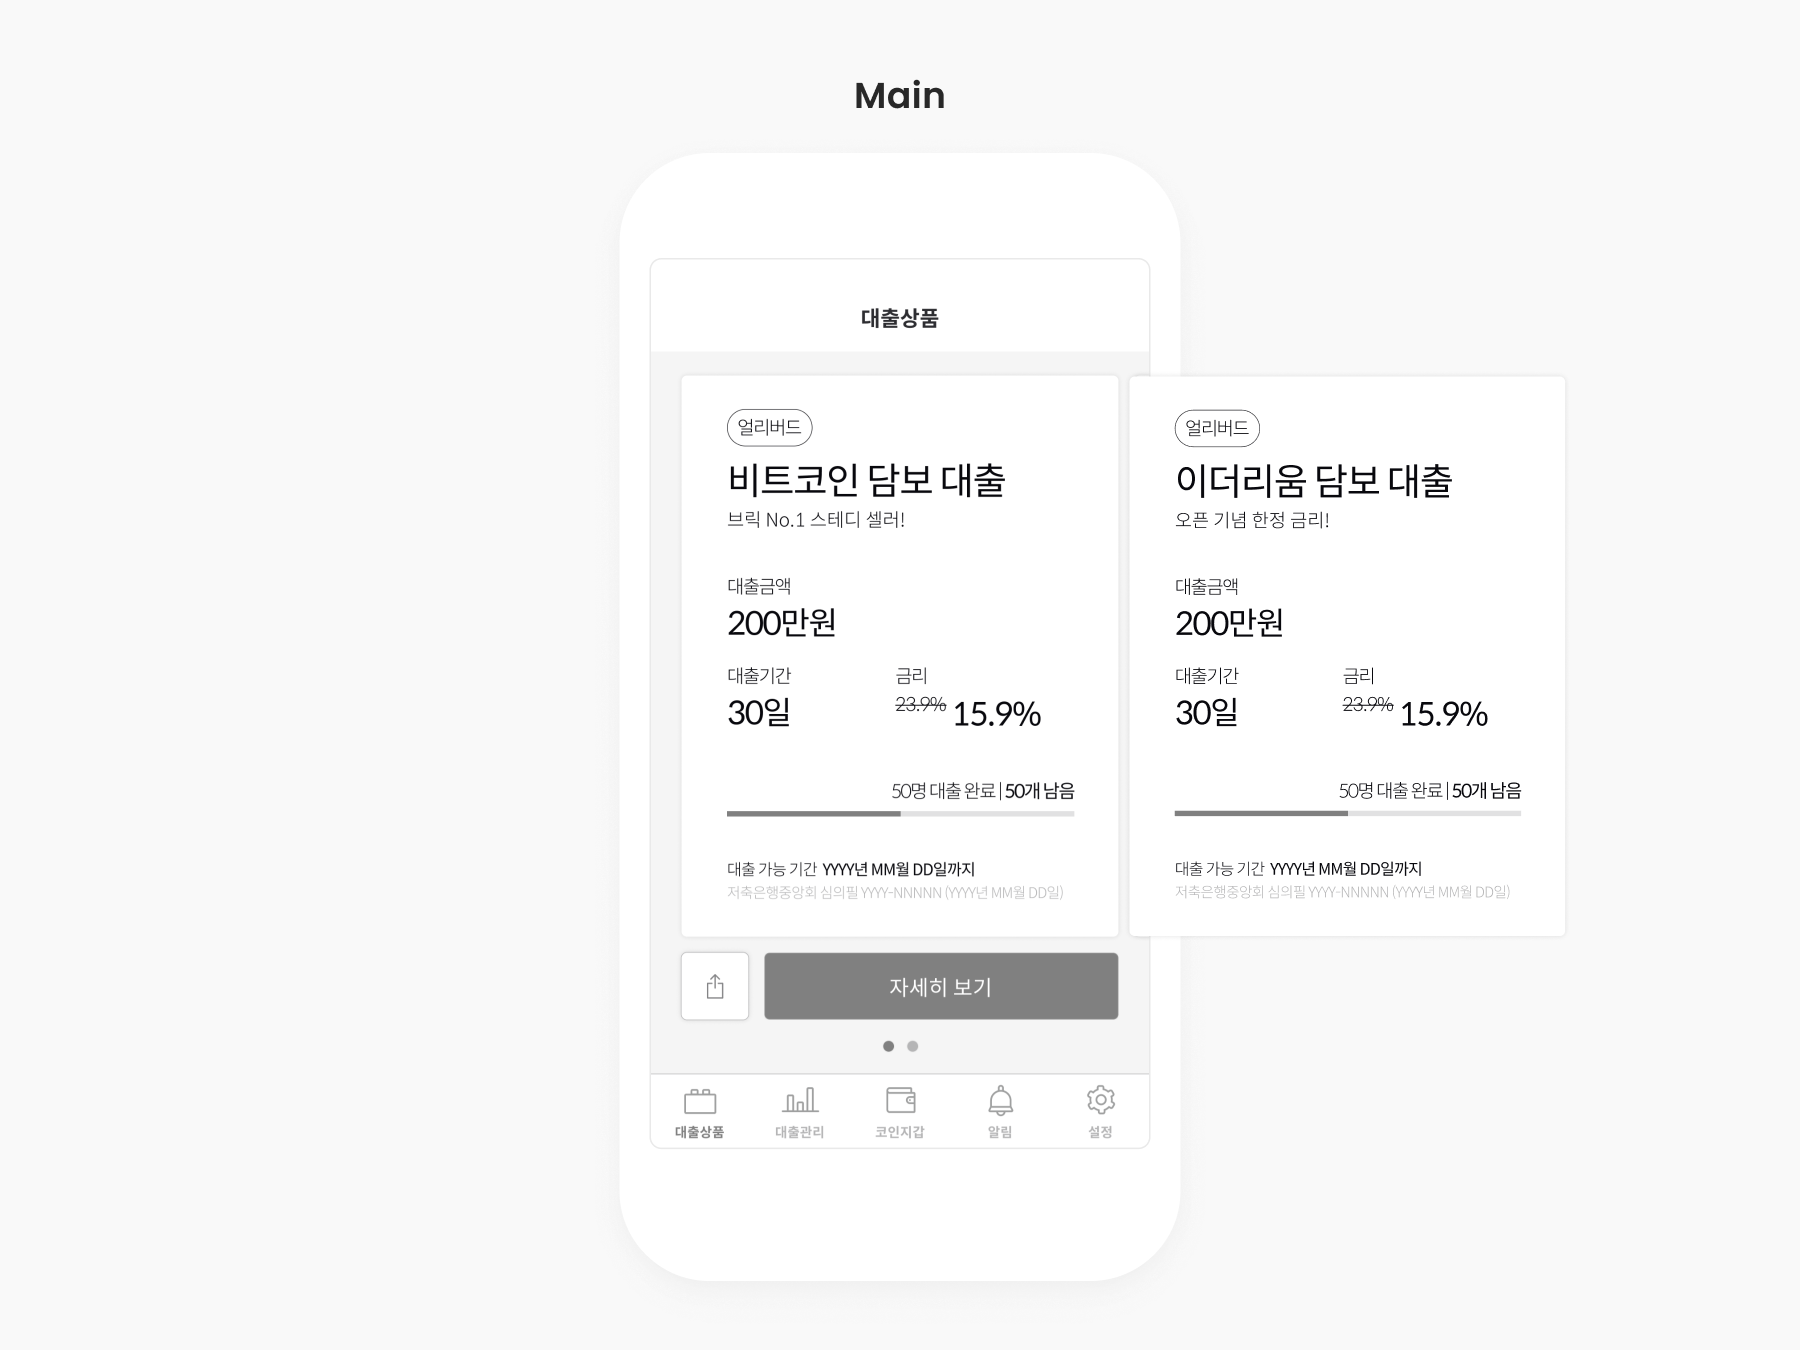 Main
대출상품
얼리버드
비트코인 담보 대출
브릭 No.1 스테디 셀러!
대출금액
200만원
대출기간
30일
금리
23.9% 15.9%
50명 대출 완료 | 50개 남음
대출 가능 기간 YYYY년 MM월 DD일까지
저축은행중앙회 심의필 YYYY-NNNNN (YYYY년 MM월 DD일)
얼리버드
이더리움 담보 대출
오픈 기념 한정 금리!
대출금액
200만원
대출기간
30일
금리
23.9% 15.9%
50명 대출 완료 | 50개 남음
대출 가능 기간 YYYY년 MM월 DD일까지
저축은행중앙회 심의필 YYYY-NNNNN (YYYY년 MM월 DD일)
자세히 보기
대출상품
대출관리
코인지갑
알림
설정